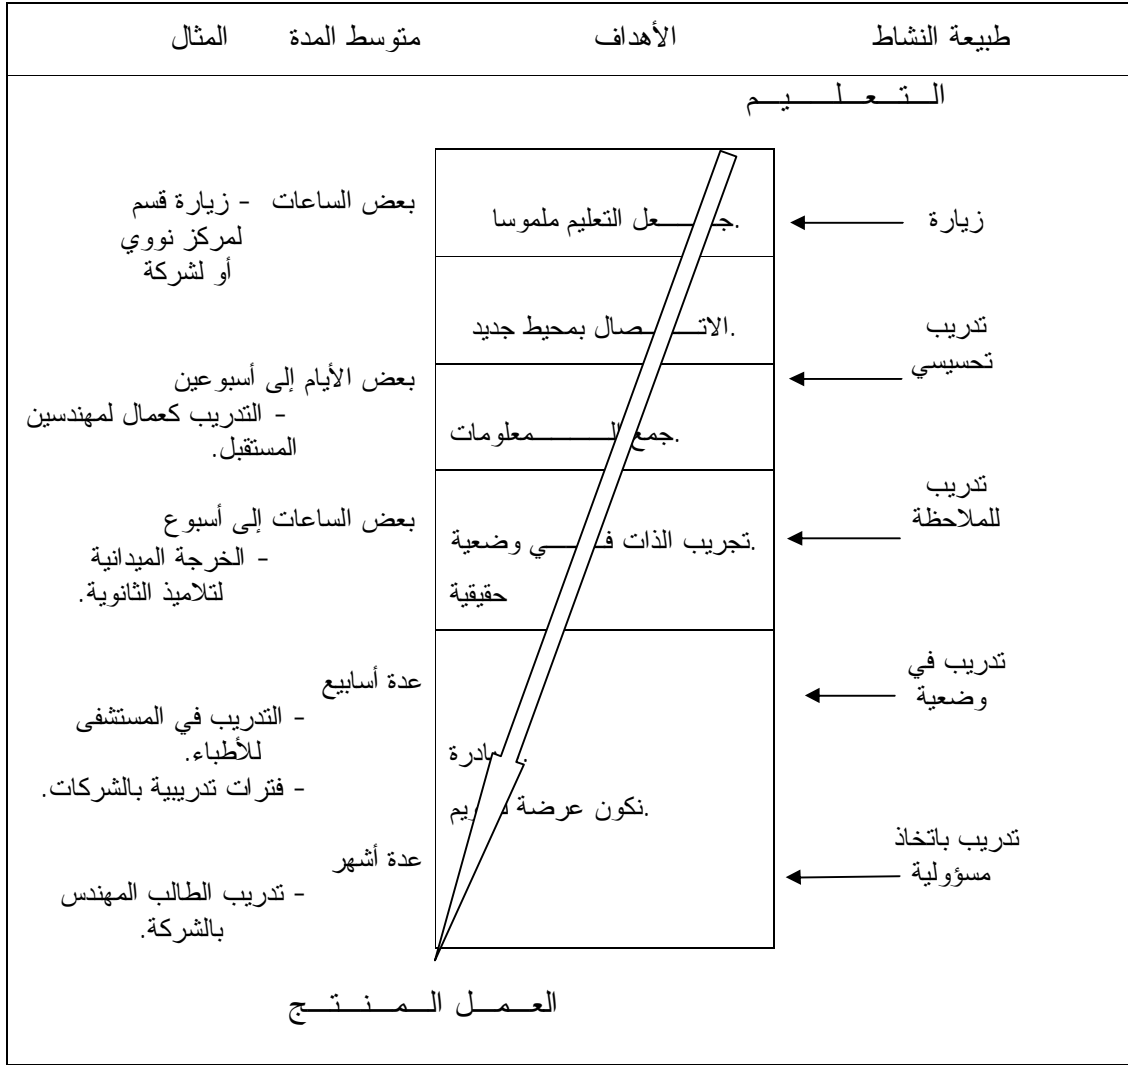 طبيعة النشاط الأهداف متوسط المدة المثال
التعليم
زيارة
.جعل التعليم ملموسا
بعض الساعات - زيارة قسم
لمركز نووي
أو لشركة
تدريب
تحسيسي
.الاتصال بمحيط جديد
بعض الأيام إلى أسبوعين
- التدريب كعمال لمهندسين
المستقبل.
.جمع المعلومات
تدريب
للملاحظة
.تجريب الذات في وضعية
حقيقية
بعض الساعات إلى أسبوع
- الخرجة الميدانية
لتلاميذ الثانوية.
تدريب في
وضعية
عدة أسابيع
- التدريب في المستشفى
للأطباء.
- فترات تدريبية بالشركات.
.نكون عرضة
تدريب باتخاذ
مسؤولية
عدة أشهر
- تدريب الطالب المهندس
بالشركة.
العمل المنتج